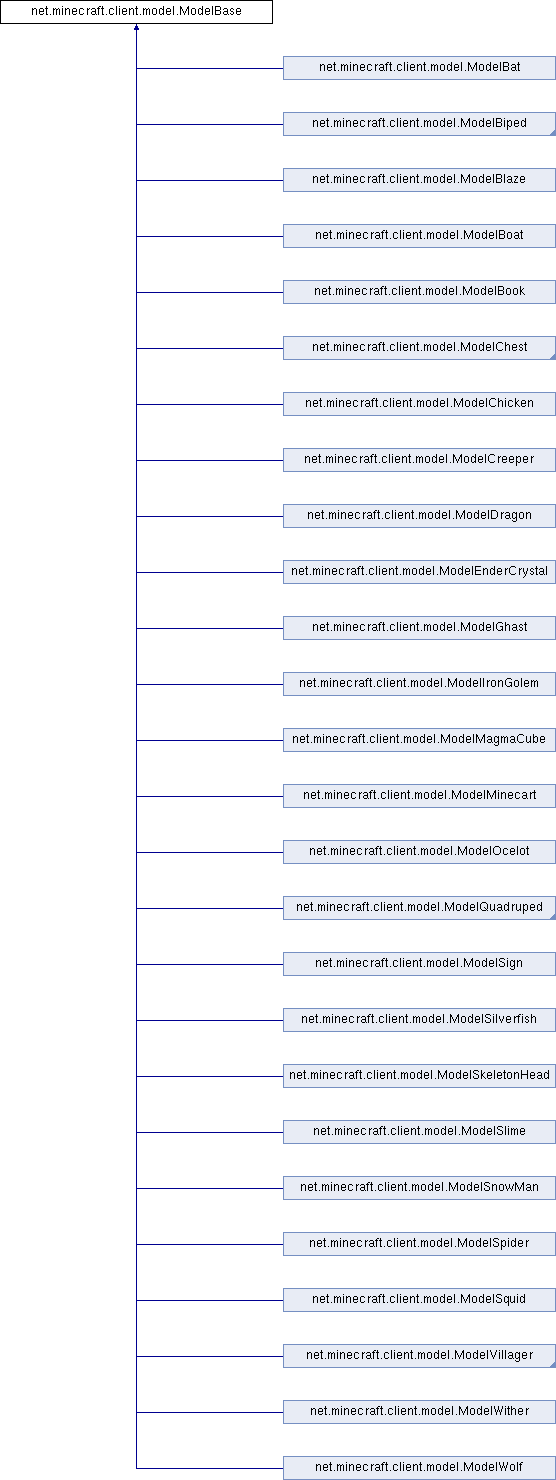 net.minecraft.client.model.ModelBase
net.minecraft.client.model.ModelBat
net.minecraft.client.model.ModelBiped
net.minecraft.client.model.ModelBlaze
net.minecraft.client.model.ModelBoat
net.minecraft.client.model.ModelBook
net.minecraft.client.model.ModelChest
net.minecraft.client.model.ModelChicken
net.minecraft.client.model.ModelCreeper
net.minecraft.client.model.ModelDragon
net.minecraft.client.model.ModelEnderCrystal
net.minecraft.client.model.ModelGhast
net.minecraft.client.model.ModelIronGolem
net.minecraft.client.model.ModelMagmaCube
net.minecraft.client.model.ModelMinecart
net.minecraft.client.model.ModelOcelot
net.minecraft.client.model.ModelQuadruped
net.minecraft.client.model.ModelSign
net.minecraft.client.model.ModelSilverfish
net.minecraft.client.model.ModelSkeletonHead
net.minecraft.client.model.ModelSlime
net.minecraft.client.model.ModelSnowMan
net.minecraft.client.model.ModelSpider
net.minecraft.client.model.ModelSquid
net.minecraft.client.model.ModelVillager
net.minecraft.client.model.ModelWither
net.minecraft.client.model.ModelWolf